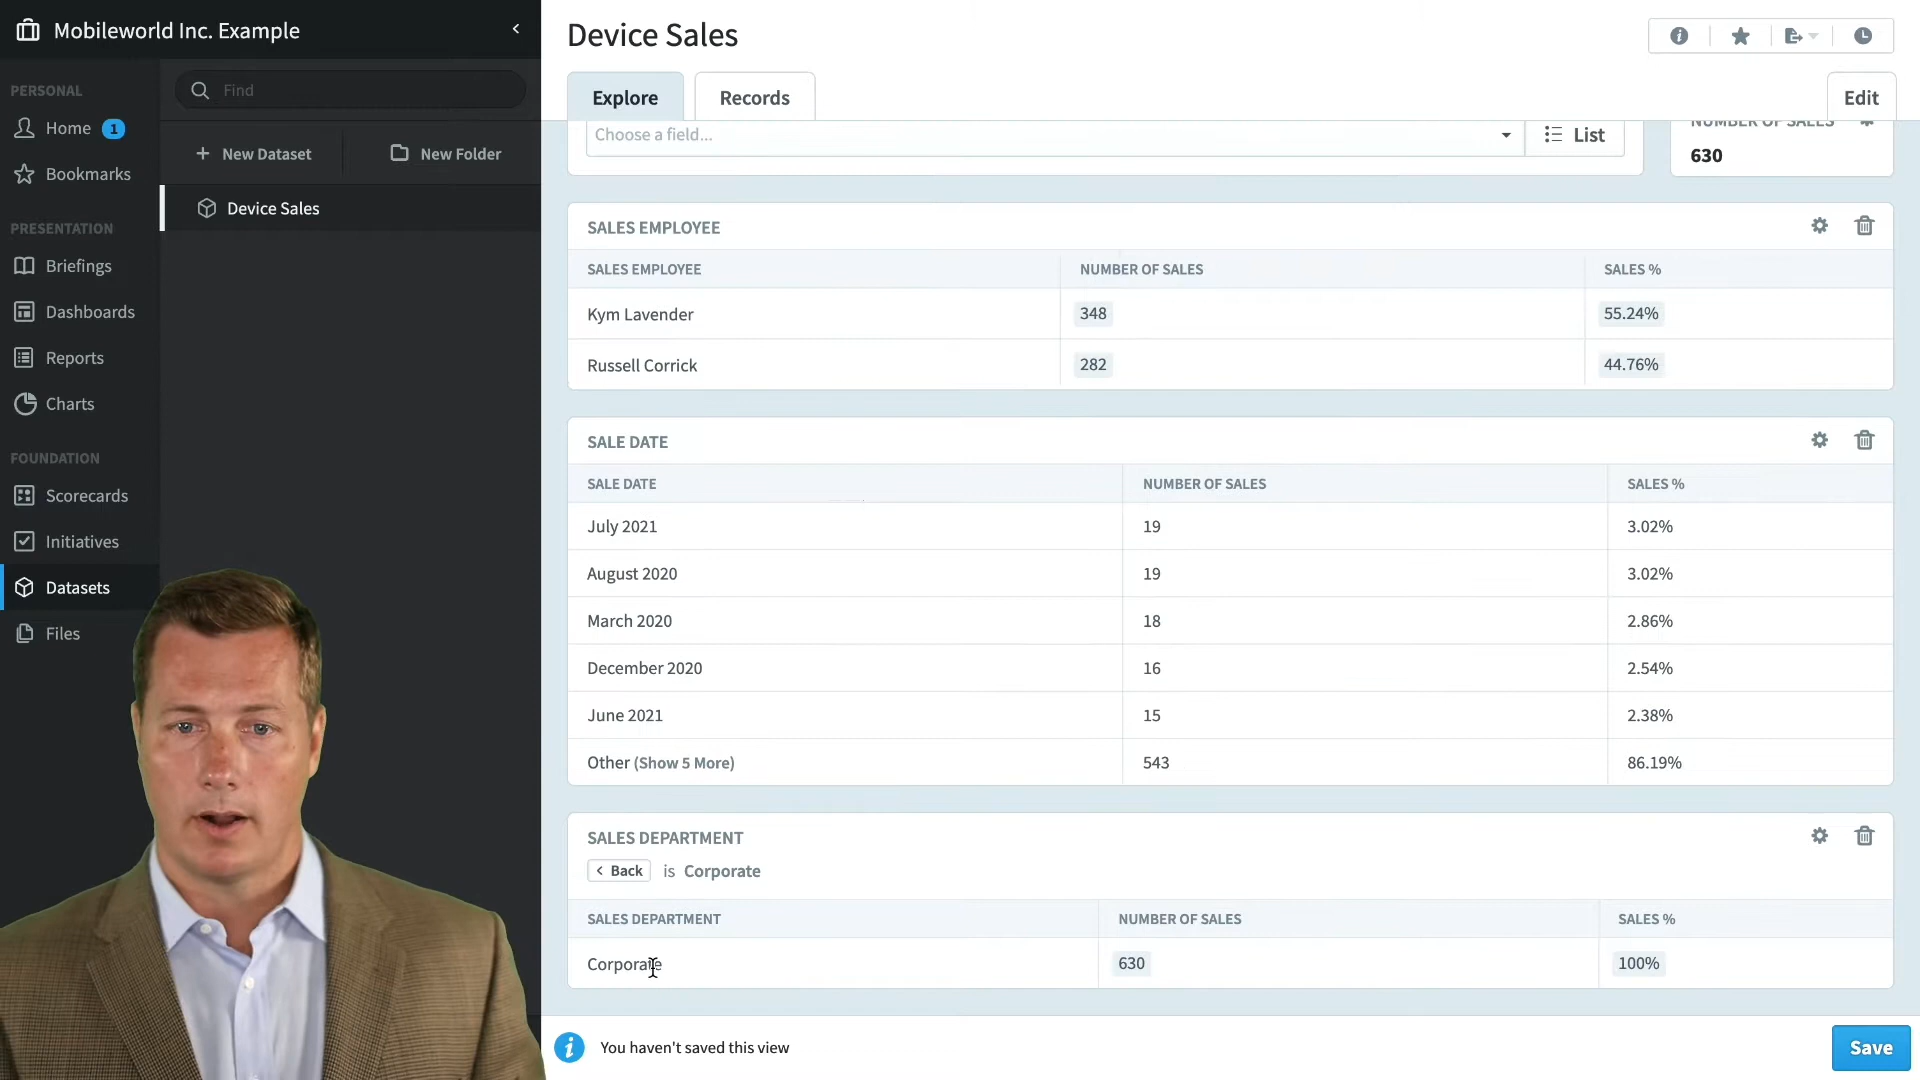 Mobileworld Inc. Example
PERSONAL
Home 1
Bookmarks
PRESENTATION
Briefings
Dashboards
Reports
Charts
FOUNDATION
Scorecards
Initiatives
Datasets
Files
Find
New Dataset
New Folder
Device Sales
Device Sales
Explore
Records
Edit
Choose a field...
List
NUMBER OF SALES
630
SALES EMPLOYEE
SALES EMPLOYEE NUMBER OF SALES SALES %
Kym Lavender 348 55.24%
Russell Corrick 282 44.76%
SALE DATE
SALE DATE NUMBER OF SALES SALES %
July 2021 19 3.02%
August 2020 19 3.02%
March 2020 18 2.86%
December 2020 16 2.54%
June 2021 15 2.38%
Other (Show 5 More) 543 86.19%
SALES DEPARTMENT
< Back is Corporate
SALES DEPARTMENT NUMBER OF SALES SALES %
Corporate 630 100%
You haven't saved this view
Save